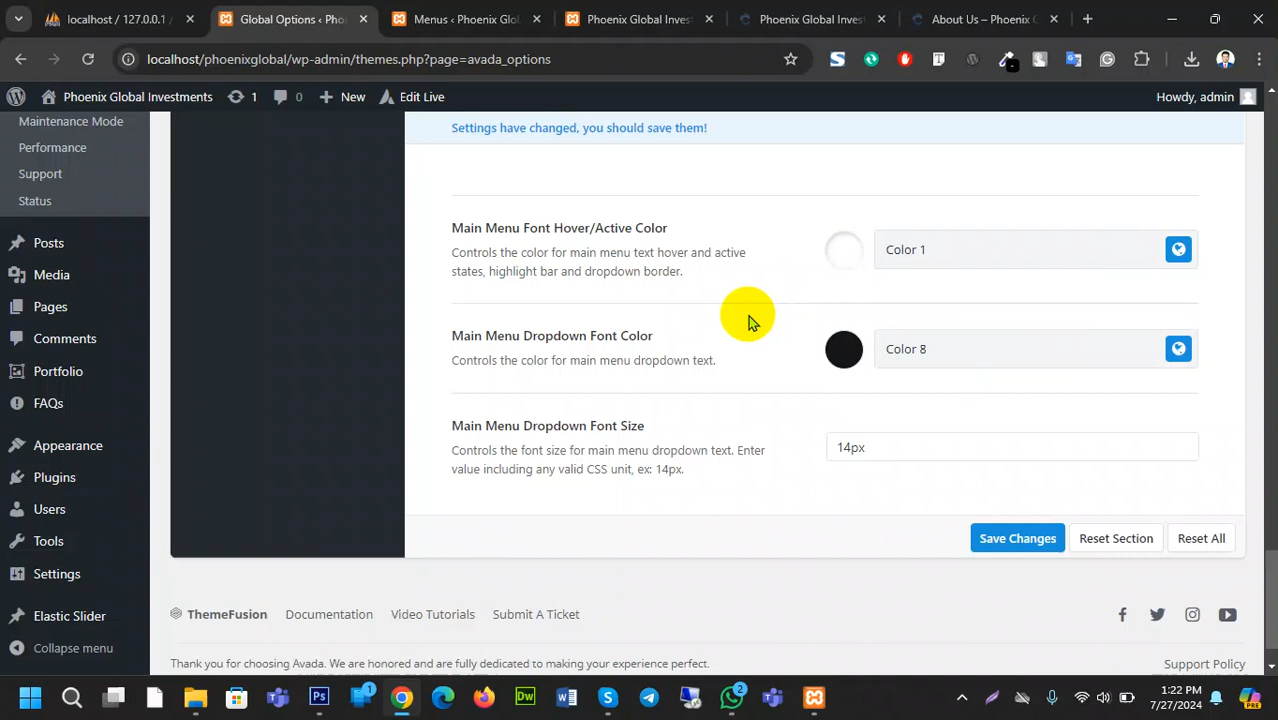 localhost / 127.0.0.1
Global Options ‹ Pho
Menus ‹ Phoenix Glo
Phoenix Global Invest
Phoenix Global Invest
About Us – Phoenix G
localhost/phoenixglobal/wp-admin/themes.php?page=avada_options
Phoenix Global Investments
1
0
New
Edit Live
Howdy, admin
Maintenance Mode
Performance
Support
Status
Posts
Media
Pages
Comments
Portfolio
FAQs
Appearance
Plugins
Users
Tools
Settings
Elastic Slider
Collapse menu
Settings have changed, you should save them!
Main Menu Font Hover/Active Color
Controls the color for main menu text hover and active
states, highlight bar and dropdown border.
Color 1
Main Menu Dropdown Font Color
Controls the color for main menu dropdown text.
Color 8
Main Menu Dropdown Font Size
Controls the font size for main menu dropdown text. Enter
value including any valid CSS unit, ex: 14px.
14px
Save Changes
Reset Section
Reset All
ThemeFusion
Documentation
Video Tutorials
Submit A Ticket
Thank you for choosing Avada. We are honored and are fully dedicated to making your experience perfect.
Support Policy
1:22 PM
7/27/2024